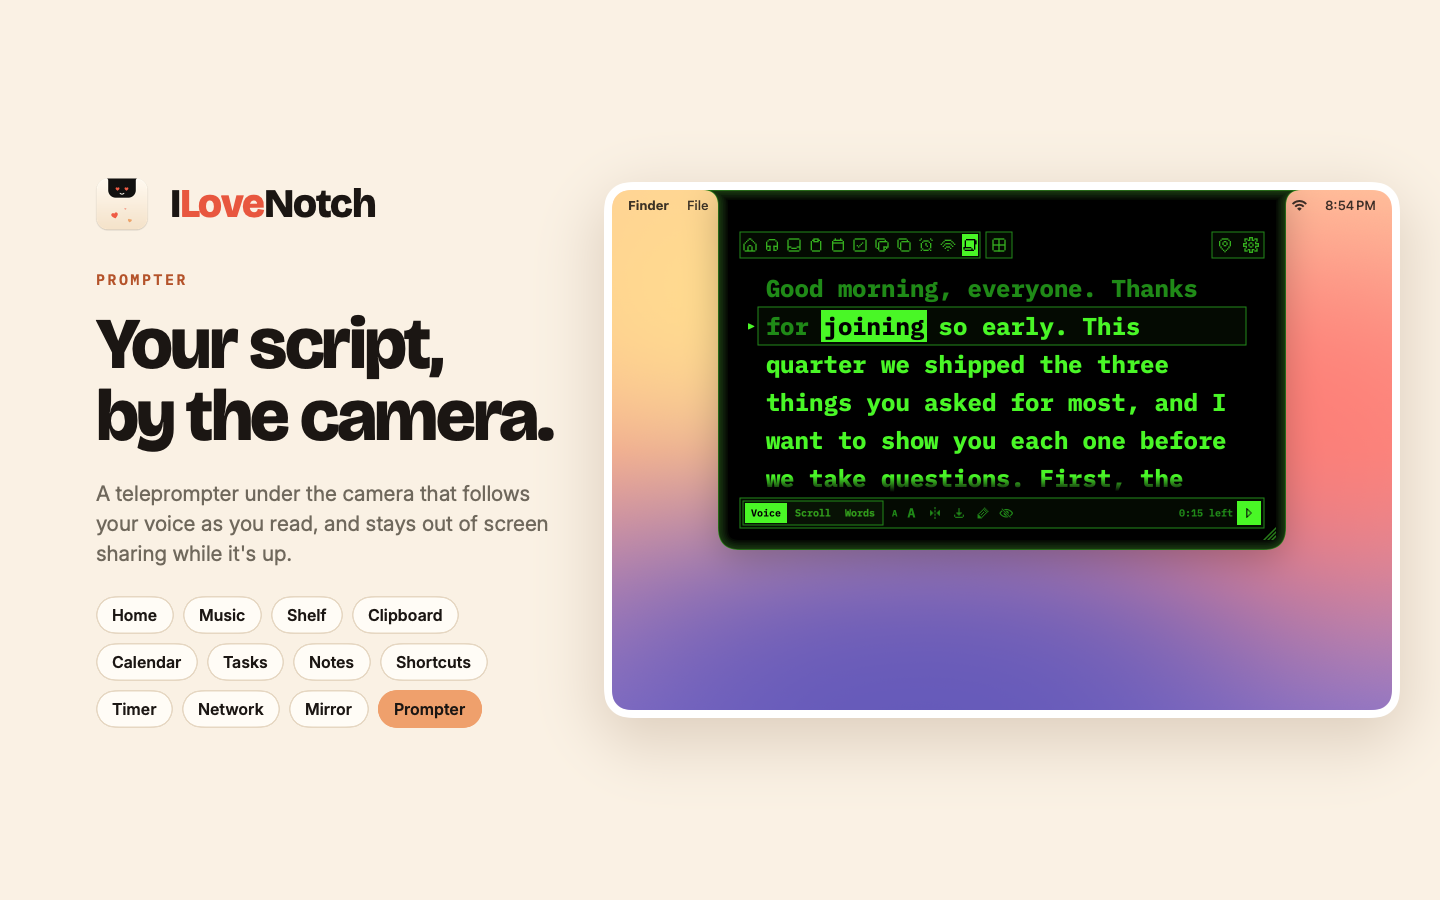 ILoveNotch
PROMPTER
Your script,
by the camera.
A teleprompter under the camera that follows
your voice as you read, and stays out of screen
sharing while it's up.
Home Music Shelf Clipboard
Calendar Tasks Notes Shortcuts
Timer Network Mirror Prompter
Finder File 8:54 PM
Good morning, everyone. Thanks
for joining so early. This
quarter we shipped the three
things you asked for most, and I
want to show you each one before
we take questions. First, the
Voice Scroll Words A A 0:15 left